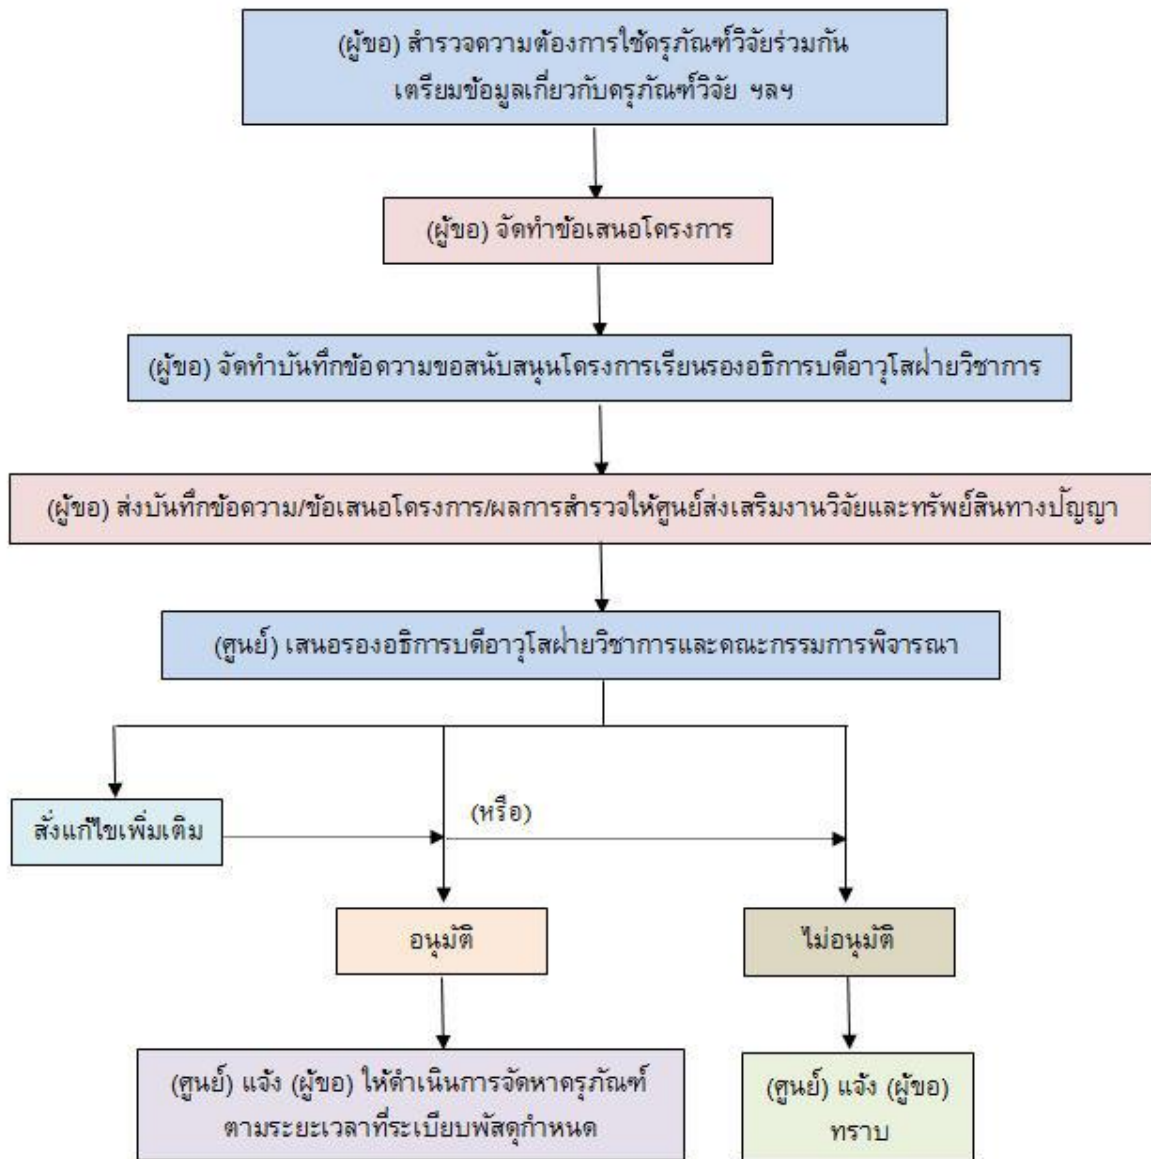 (ผู้ขอ) สำรวจความต้องการใช้ครุภัณฑ์วิจัยร่วมกัน
เตรียมข้อมูลเกี่ยวกับครุภัณฑ์วิจัย ฯลฯ
(ผู้ขอ) จัดทำข้อเสนอโครงการ
(ผู้ขอ) จัดทำบันทึกข้อความขอสนับสนุนโครงการเรียนรองอธิการบดีอาวุโสฝ่ายวิชาการ
(ผู้ขอ) ส่งบันทึกข้อความ/ข้อเสนอโครงการ/ผลการสำรวจให้ศูนย์ส่งเสริมงานวิจัยและทรัพย์สินทางปัญญา
(ศูนย์) เสนอรองอธิการบดีอาวุโสฝ่ายวิชาการและคณะกรรมการพิจารณา
สั่งแก้ไขเพิ่มเติม
(หรือ)
อนุมัติ
ไม่อนุมัติ
(ศูนย์) แจ้ง (ผู้ขอ) ให้ดำเนินการจัดหาครุภัณฑ์
ตามระยะเวลาที่ระเบียบพัสดุกำหนด
(ศูนย์) แจ้ง (ผู้ขอ)
ทราบ